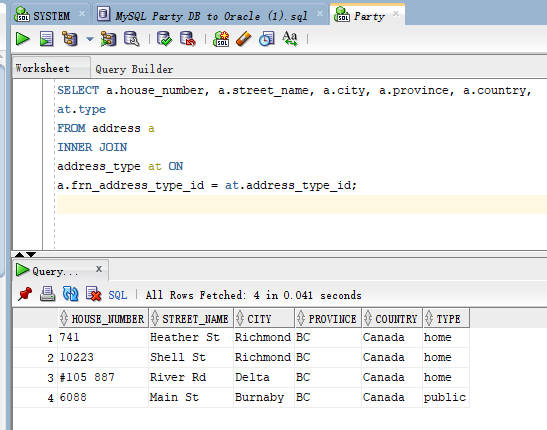 SYSTEM
MySQL Party DB to Oracle (1).sql
Party
Worksheet
Query Builder
SELECT a.house_number, a.street_name, a.city, a.province, a.country,
at.type
FROM address a
INNER JOIN
address_type at ON
a.frn_address_type_id = at.address_type_id;
Query... x
SQL | All Rows Fetched: 4 in 0.041 seconds
HOUSE_NUMBER STREET_NAME CITY PROVINCE COUNTRY TYPE
1 741 Heather St Richmond BC Canada home
2 10223 Shell St Richmond BC Canada home
3 #105 887 River Rd Delta BC Canada home
4 6088 Main St Burnaby BC Canada public